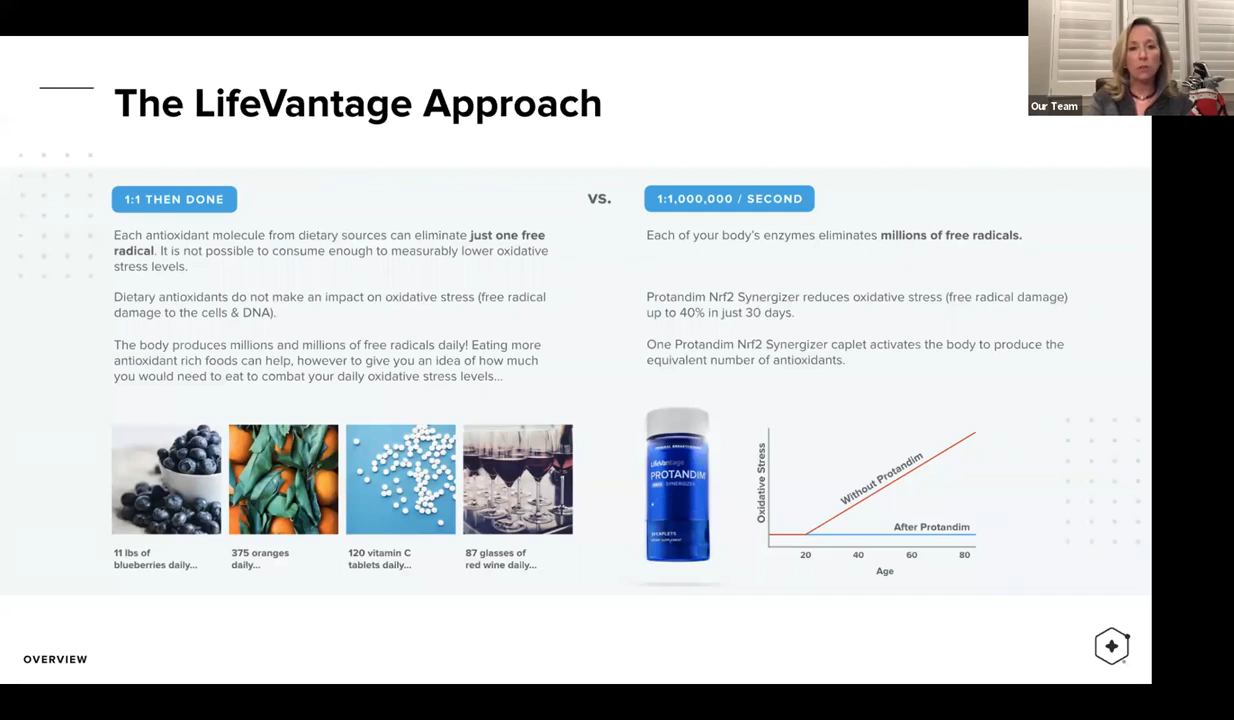 The LifeVantage Approach
Our Team
1:1 THEN DONE
VS.
1:1,000,000 / SECOND
Each antioxidant molecule from dietary sources can eliminate just one free
radical. It is not possible to consume enough to measurably lower oxidative
stress levels.
Dietary antioxidants do not make an impact on oxidative stress (free radical
damage to the cells & DNA).
The body produces millions and millions of free radicals daily! Eating more
antioxidant rich foods can help, however to give you an idea of how much
you would need to eat to combat your daily oxidative stress levels...
Each of your body's enzymes eliminates millions of free radicals.
Protandim Nrf2 Synergizer reduces oxidative stress (free radical damage)
up to 40% in just 30 days.
One Protandim Nrf2 Synergizer caplet activates the body to produce the
equivalent number of antioxidants.
11 lbs of
blueberries daily...
375 oranges
daily...
120 vitamin C
tablets daily...
87 glasses of
red wine daily...
LifeVantage
PROTANDIM
SYNERGIZER
Oxidative Stress
Without Protandim
After Protandim
20
40
60
80
Age
OVERVIEW